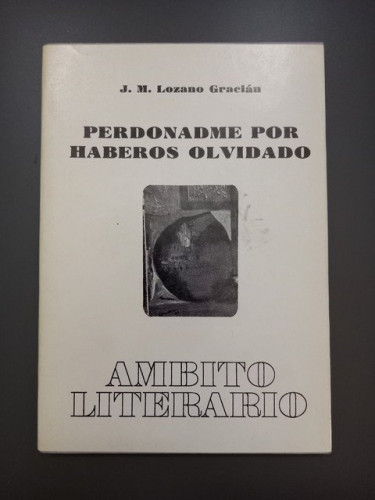 J. M. Lozano Gracián
PERDONADME POR
HABEROS OLVIDADO
AMBITO
LITERARIO